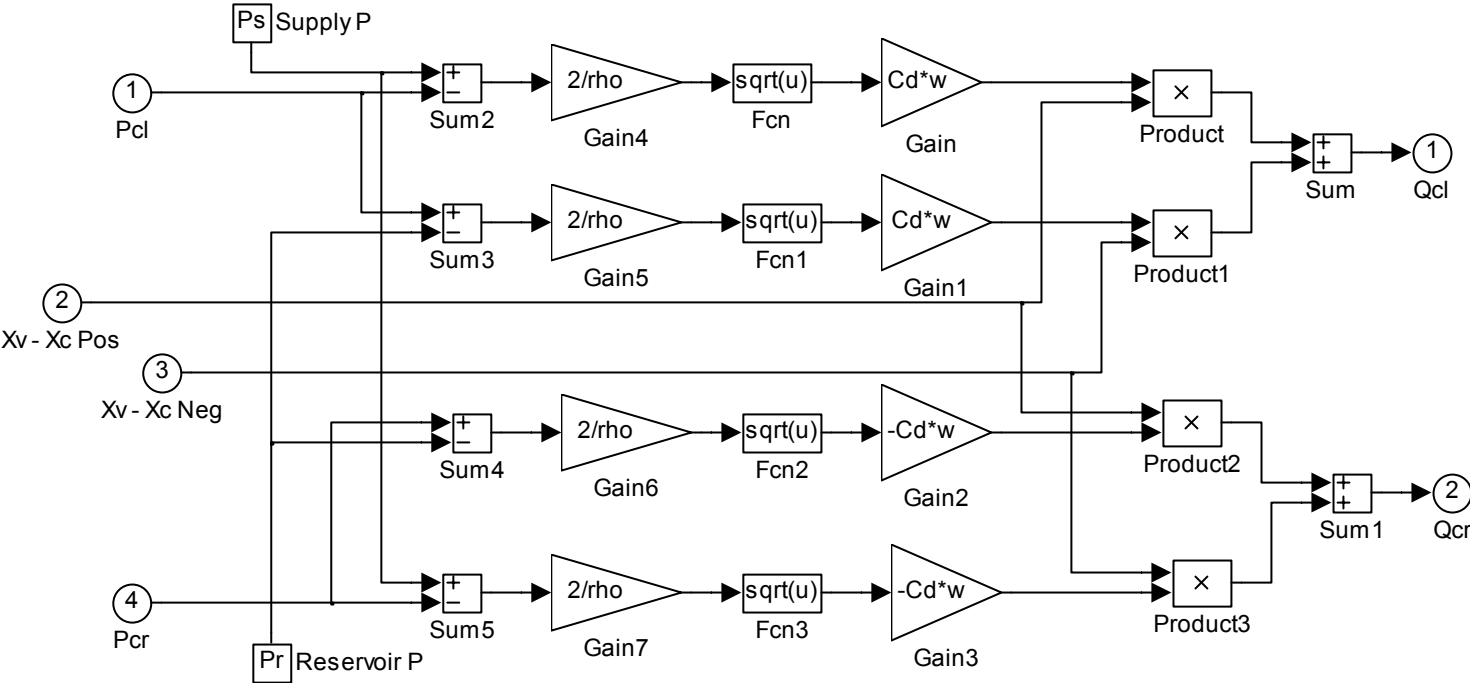 Ps Supply P
1
Pcl
+
−
Sum2
2/rho
Gain4
sqrt(u)
Fcn
Cd*w
Gain
×
Product
+
+
Sum
1
Qcl
+
−
Sum3
2/rho
Gain5
sqrt(u)
Fcn1
Cd*w
Gain1
×
Product1
2
Xv - Xc Pos
3
Xv - Xc Neg
+
−
Sum4
2/rho
Gain6
sqrt(u)
Fcn2
-Cd*w
Gain2
×
Product2
+
+
Sum1
2
Qcr
4
Pcr
+
−
Sum5
2/rho
Gain7
sqrt(u)
Fcn3
-Cd*w
Gain3
×
Product3
Pr Reservoir P